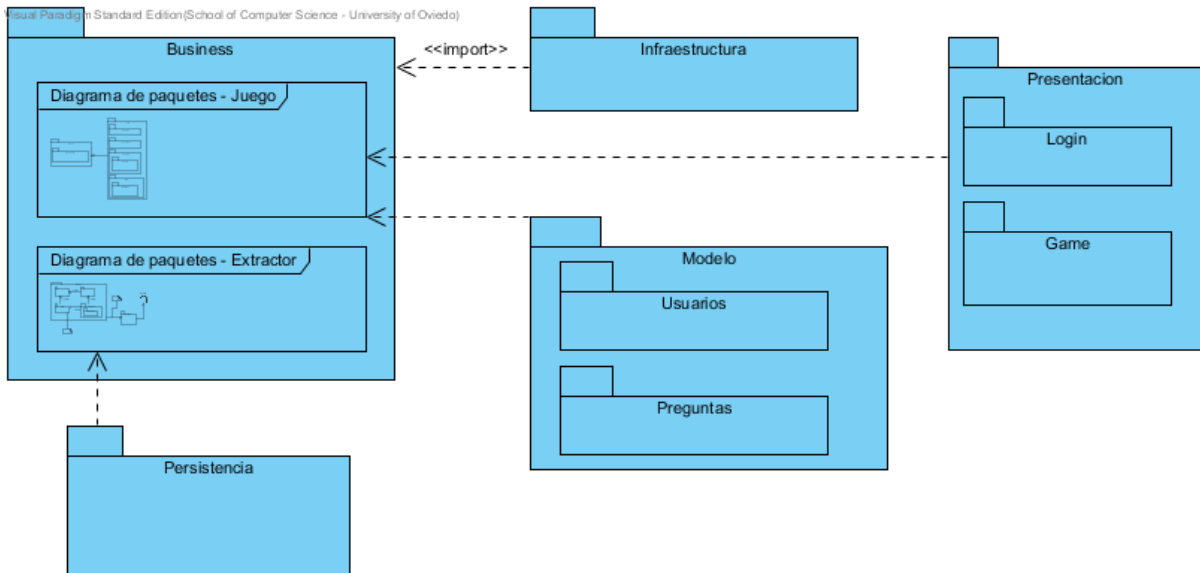 Visual Paradigm Standard Edition(School of Computer Science - University of Oviedo)
Business
<<import>>
Infraestructura
Diagrama de paquetes - Juego
Presentacion
Login
Game
Diagrama de paquetes - Extractor
Modelo
Usuarios
Preguntas
Persistencia